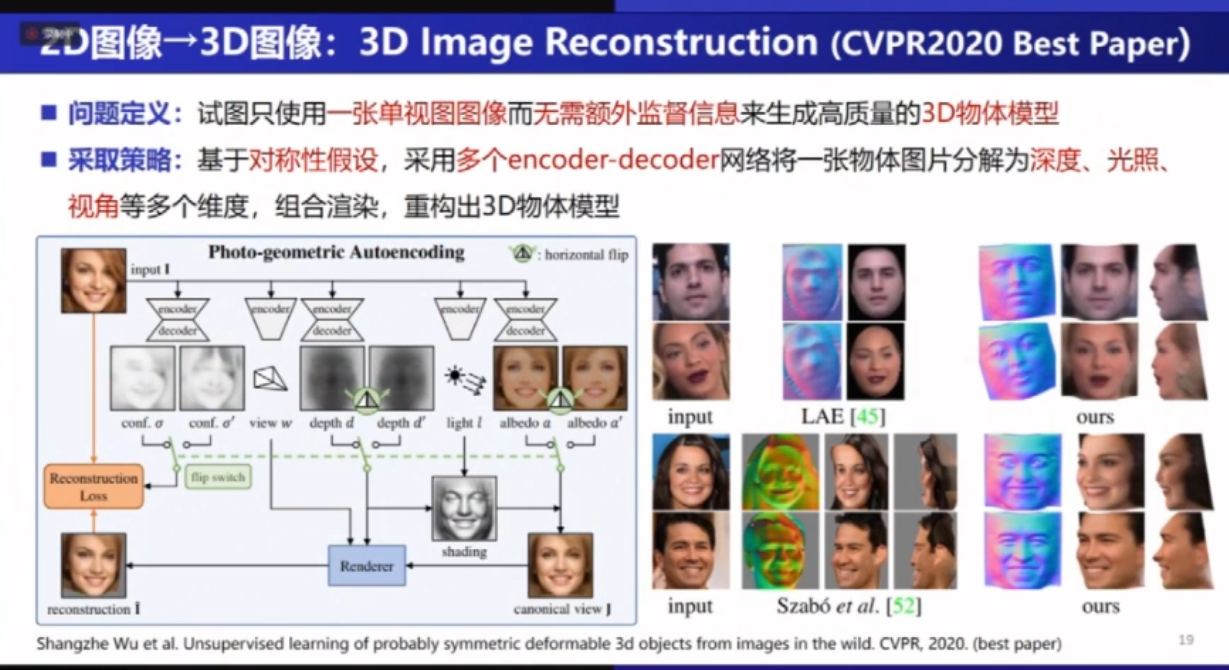 2D图像→3D图像：3D Image Reconstruction (CVPR2020 Best Paper)
问题定义：试图只使用一张单视图图像而无需额外监督信息来生成高质量的3D物体模型
采取策略：基于对称性假设，采用多个encoder-decoder网络将一张物体图片分解为深度、光照、
视角等多个维度，组合渲染，重构出3D物体模型
Photo-geometric Autoencoding
: horizontal flip
input I
encoder
decoder
encoder
encoder
decoder
encoder
encoder
decoder
conf. σ
conf. σ′
view w
depth d
depth d′
light l
albedo a
albedo a′
Reconstruction
Loss
flip switch
shading
Renderer
reconstruction Î
canonical view J
input
LAE [45]
ours
input
Szabó et al. [52]
ours
Shangzhe Wu et al. Unsupervised learning of probably symmetric deformable 3d objects from images in the wild. CVPR, 2020. (best paper)
19